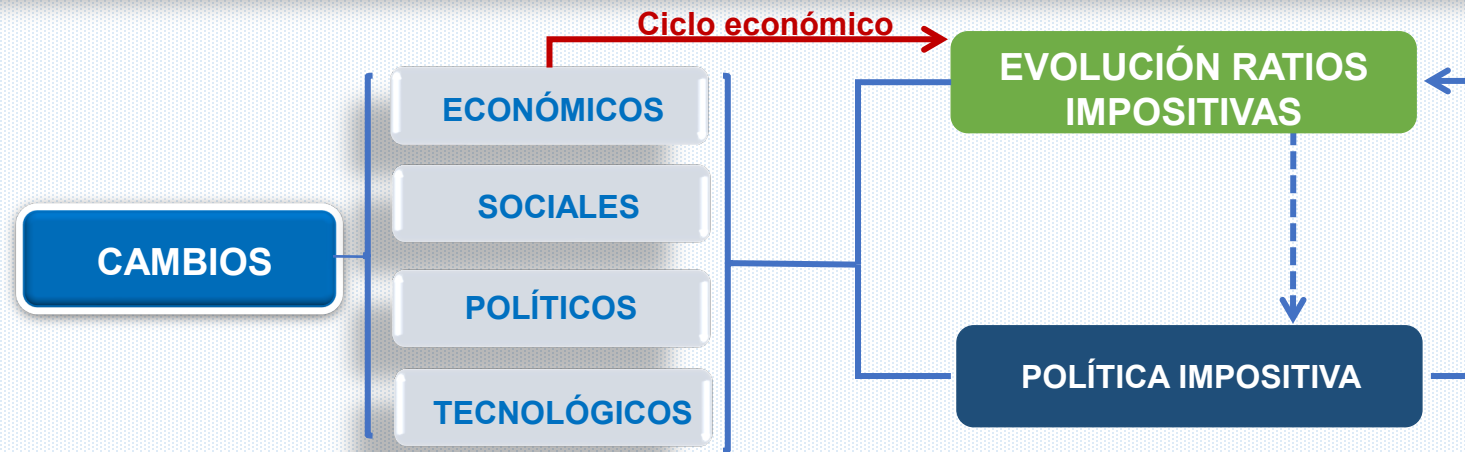 Ciclo económico
EVOLUCIÓN RATIOS
IMPOSITIVAS
ECONÓMICOS
SOCIALES
CAMBIOS
POLÍTICOS
POLÍTICA IMPOSITIVA
TECNOLÓGICOS